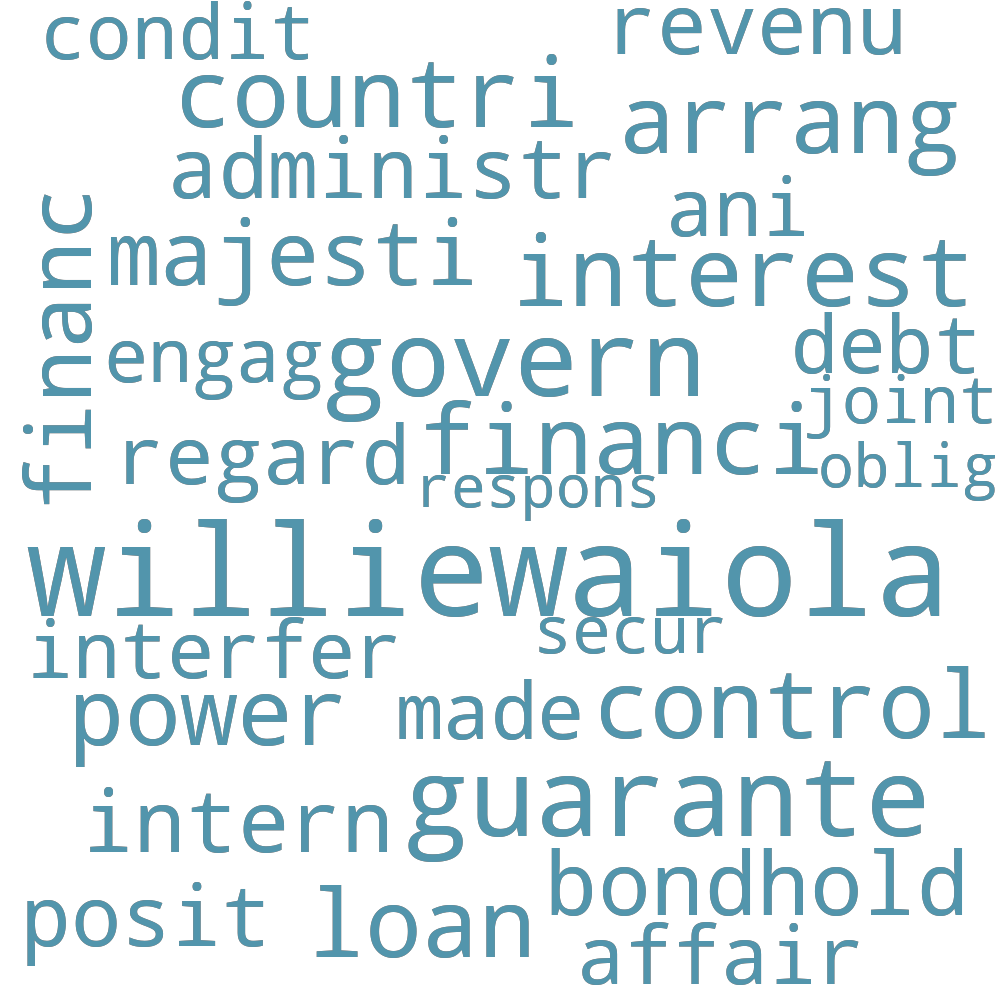 condit
revenu
countri
arrang
administr
ani
financ
majesti
interest
debt
engag
govern
joint
regard
financi
oblig
respons
williewaiola
interfer
secur
power
made
control
intern
guarante
bondhold
posit
loan
affair